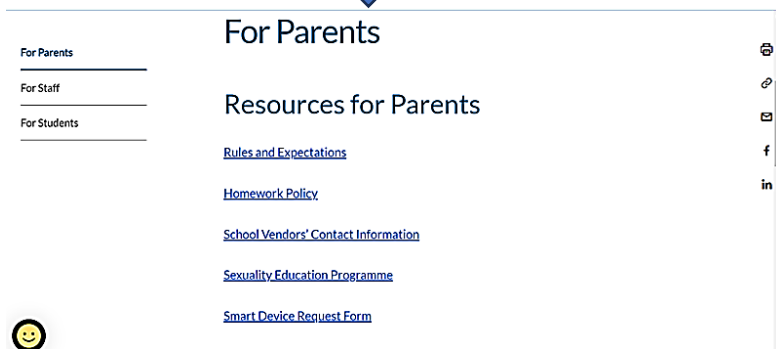 For Parents
For Parents
For Staff
For Students
Resources for Parents
Rules and Expectations
Homework Policy
School Vendors' Contact Information
Sexuality Education Programme
Smart Device Request Form
f
in